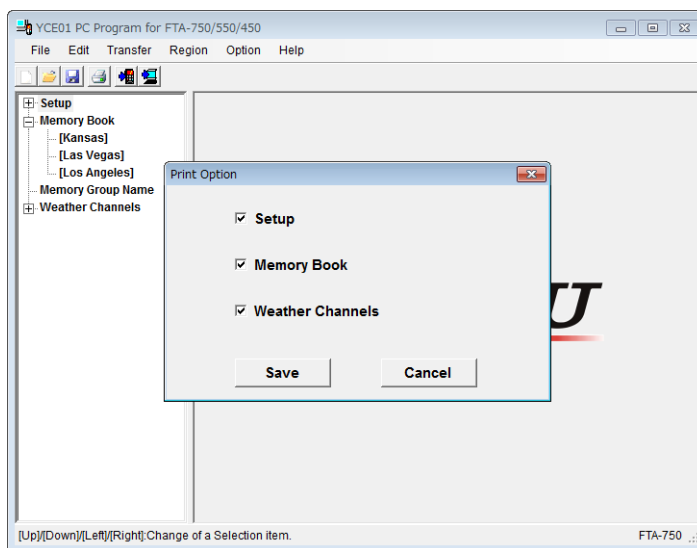 YCE01 PC Program for FTA-750/550/450
File Edit Transfer Region Option Help
Setup
Memory Book
[Kansas]
[Las Vegas]
[Los Angeles]
Memory Group Name
Weather Channels
Print Option
Setup
Memory Book
Weather Channels
Save Cancel
U
[Up]/[Down]/[Left]/[Right]:Change of a Selection item. FTA-750